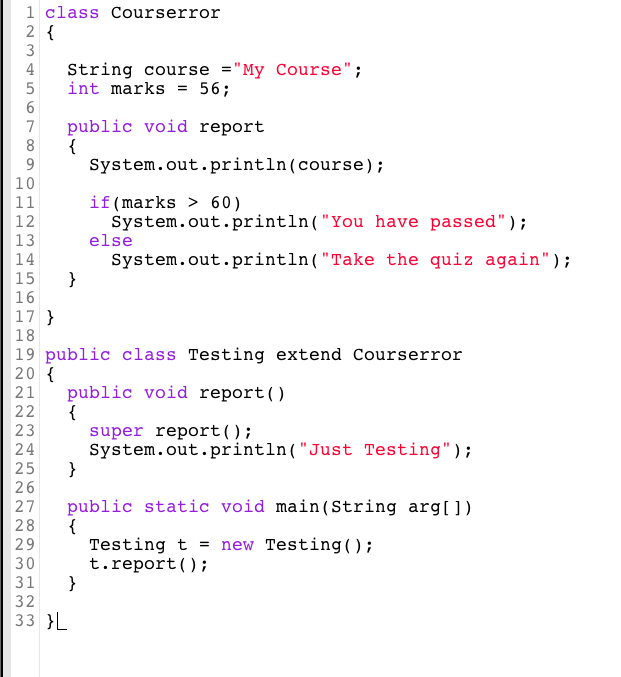 1 class Courserror
2 {
3
4 String course ="My Course";
5 int marks = 56;
6
7 public void report
8 {
9 System.out.println(course);
10
11 if(marks > 60)
12 System.out.println("You have passed");
13 else
14 System.out.println("Take the quiz again");
15 }
16
17 }
18
19 public class Testing extend Courserror
20 {
21 public void report()
22 {
23 super report();
24 System.out.println("Just Testing");
25 }
26
27 public static void main(String arg[])
28 {
29 Testing t = new Testing();
30 t.report();
31 }
32
33 }